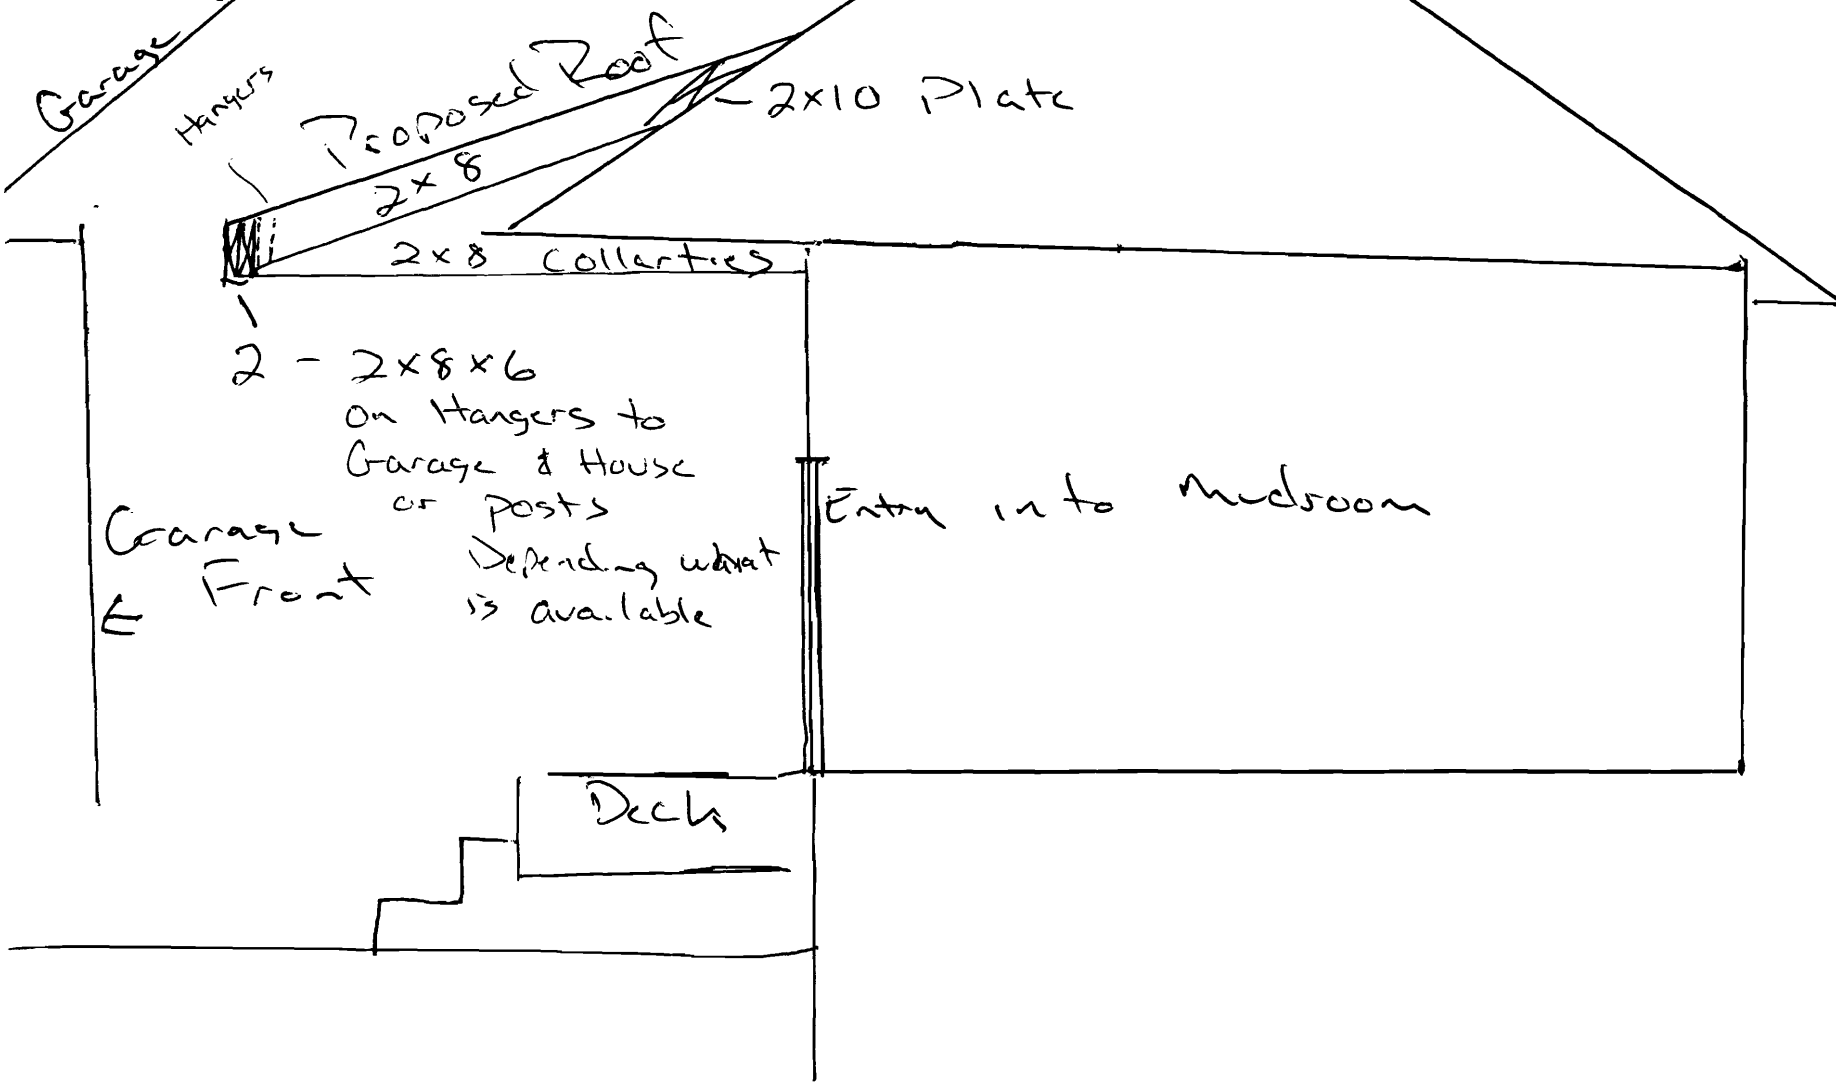 Garage
Hangers
Proposed Roof
2x10 Plate
2x8
2x8 Collarties
2 - 2x8x6
on Hangers to
Garage & House
or posts
Depending what
is available
Garage
Front
Entry into Mudroom
Deck